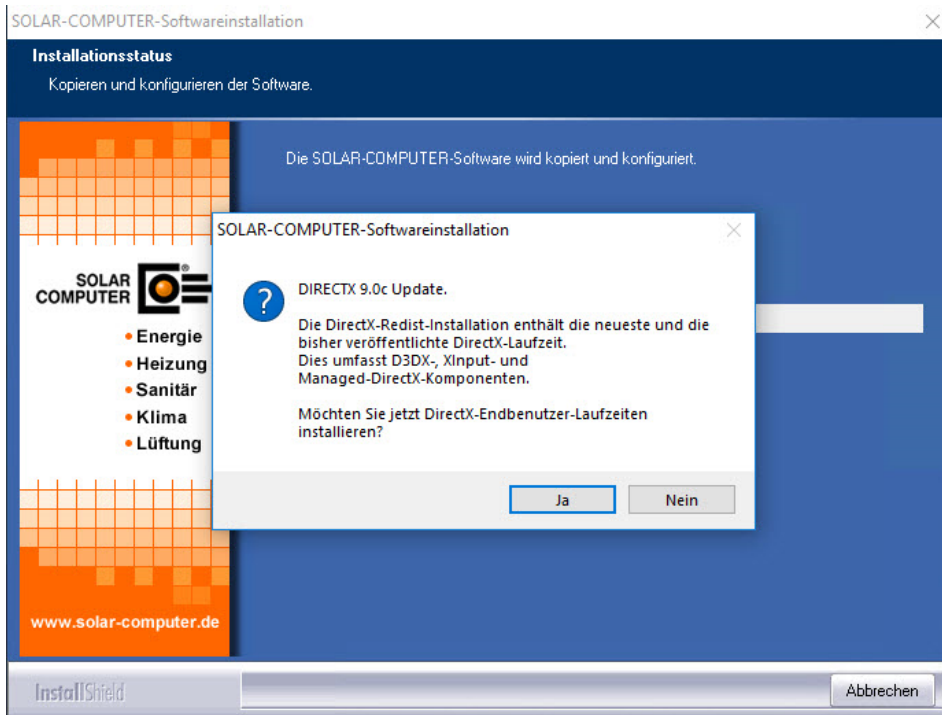 SOLAR-COMPUTER-Softwareinstallation
Installationsstatus
Kopieren und konfigurieren der Software.
Die SOLAR-COMPUTER-Software wird kopiert und konfiguriert.
SOLAR-COMPUTER-Softwareinstallation
DIRECTX 9.0c Update.
Die DirectX-Redist-Installation enthält die neueste und die
bisher veröffentlichte DirectX-Laufzeit.
Dies umfasst D3DX-, XInput- und
Managed-DirectX-Komponenten.
Möchten Sie jetzt DirectX-Endbenutzer-Laufzeiten
installieren?
Ja
Nein
SOLAR
COMPUTER
®
• Energie
• Heizung
• Sanitär
• Klima
• Lüftung
www.solar-computer.de
InstallShield
Abbrechen